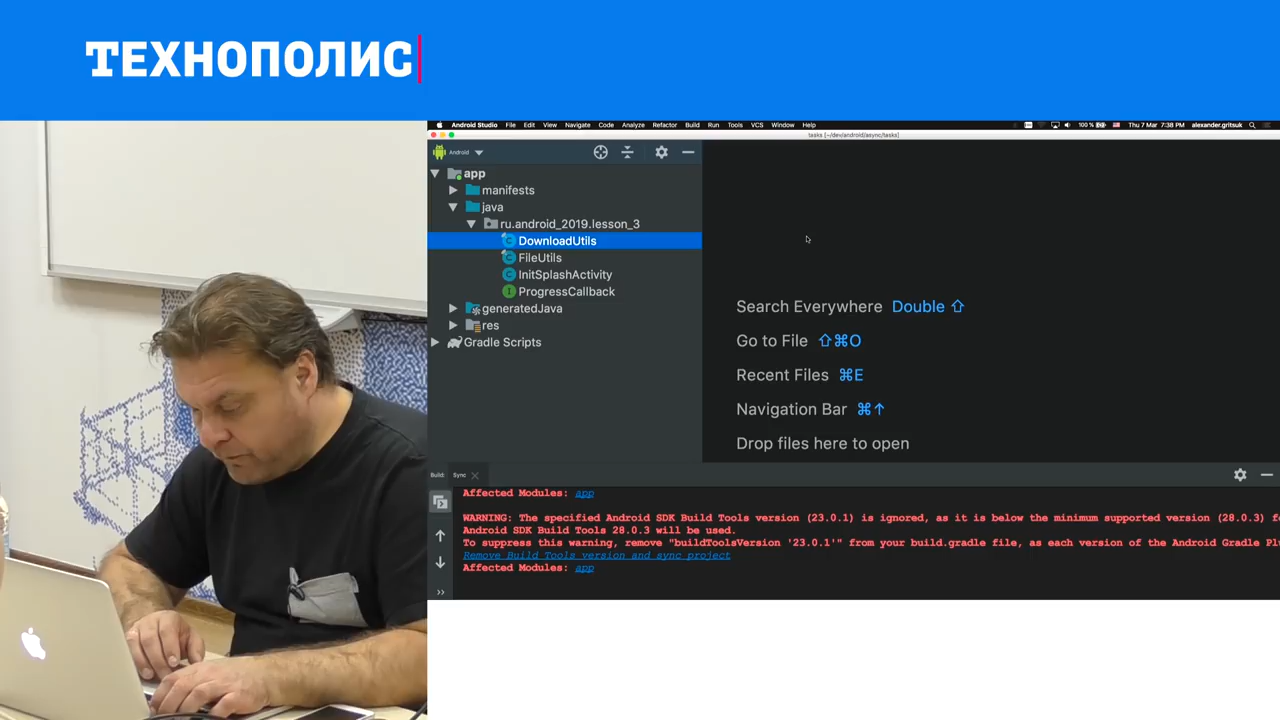 ТЕХНОПОЛИС
Android Studio File Edit View Navigate Code Analyze Refactor Build Run Tools VCS Window Help
100 % Thu 7 Mar 7:38 PM alexander.gritsuk
tasks [~/dev/android/async/tasks]
Android
app
manifests
java
ru.android_2019.lesson_3
DownloadUtils
FileUtils
InitSplashActivity
ProgressCallback
generatedJava
res
Gradle Scripts
Search Everywhere Double ⇧
Go to File ⇧⌘O
Recent Files ⌘E
Navigation Bar ⌘↑
Drop files here to open
Build: Sync
Affected Modules: app
WARNING: The specified Android SDK Build Tools version (23.0.1) is ignored, as it is below the minimum supported version (28.0.3) fo
Android SDK Build Tools 28.0.3 will be used.
To suppress this warning, remove "buildToolsVersion '23.0.1'" from your build.gradle file, as each version of the Android Gradle Plu
Remove Build Tools version and sync project
Affected Modules: app